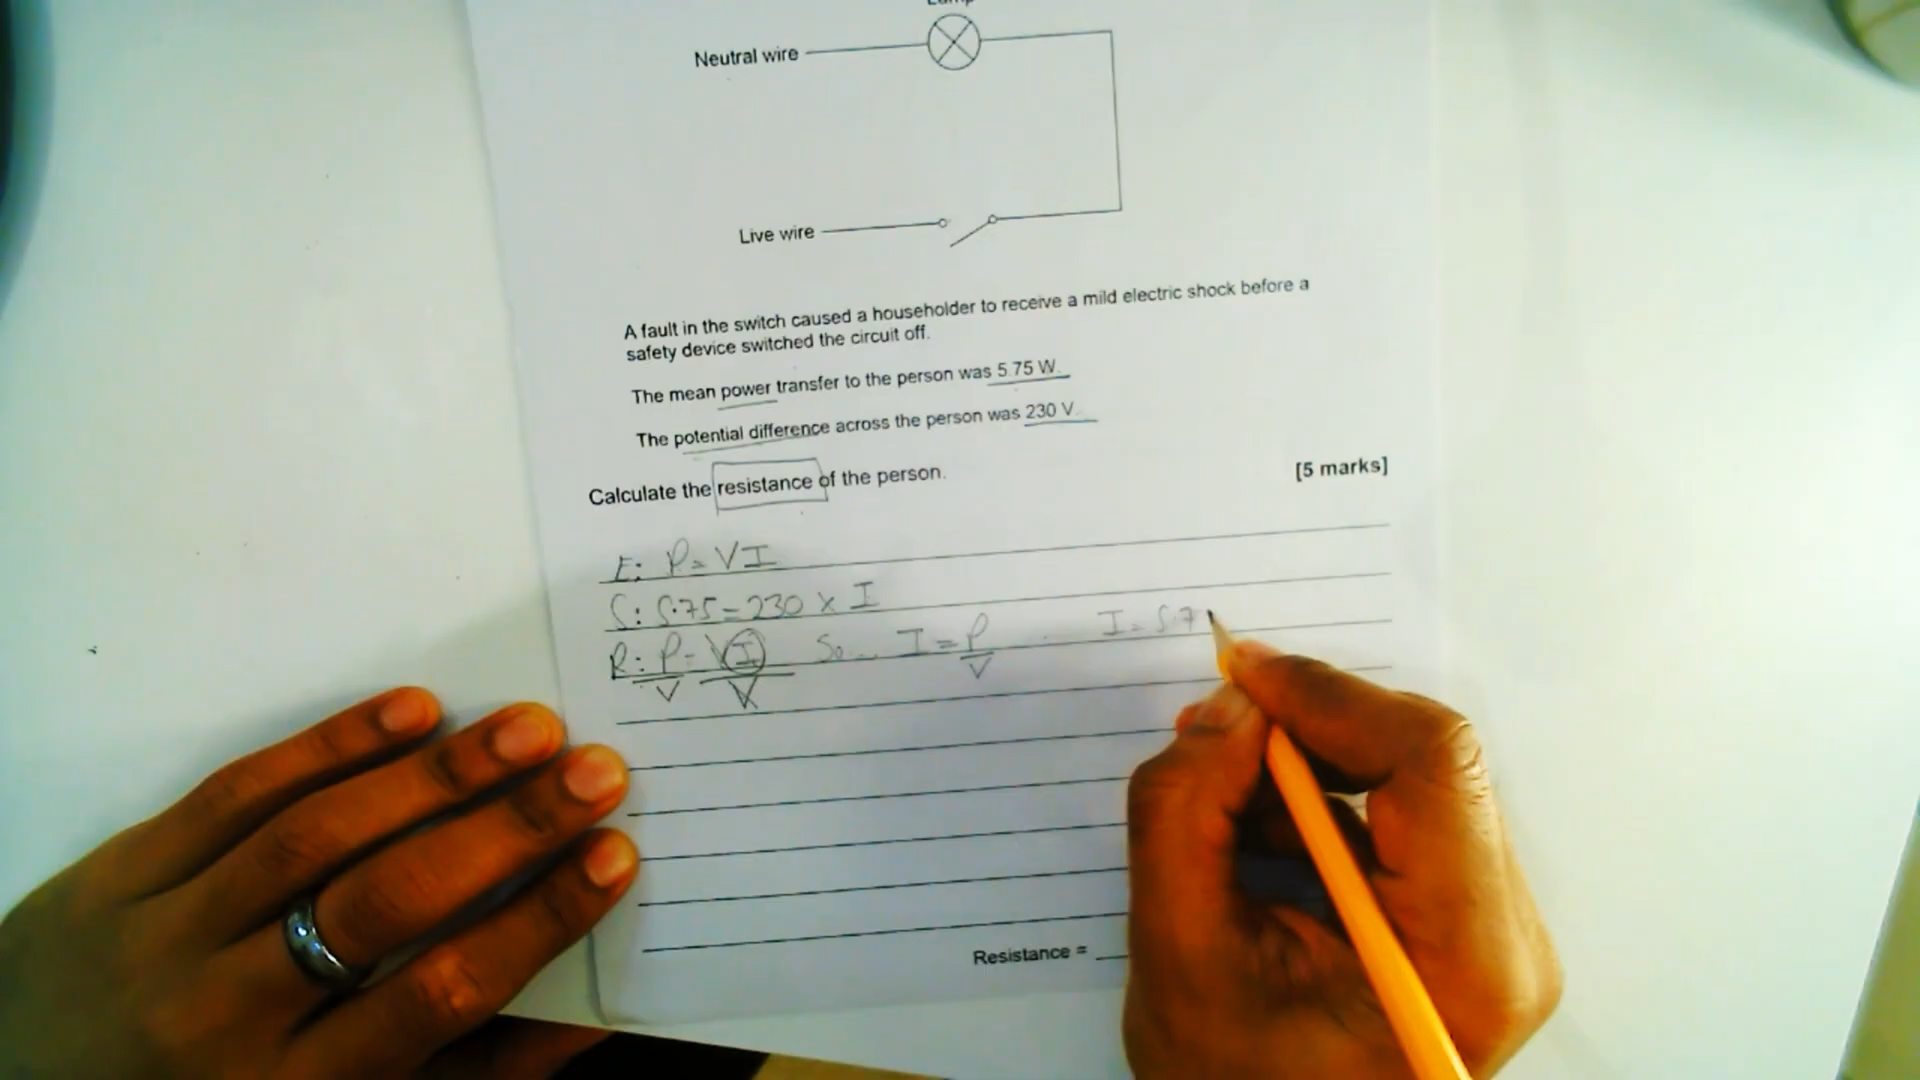 Neutral wire
Live wire
A fault in the switch caused a householder to receive a mild electric shock before a
safety device switched the circuit off.
The mean power transfer to the person was 5.75 W.
The potential difference across the person was 230 V.
Calculate the resistance of the person.
[5 marks]
E: P = VI
S: 5.75 = 230 × I
R: P/V = VI/V So... I = P/V I = 5.7
Resistance =